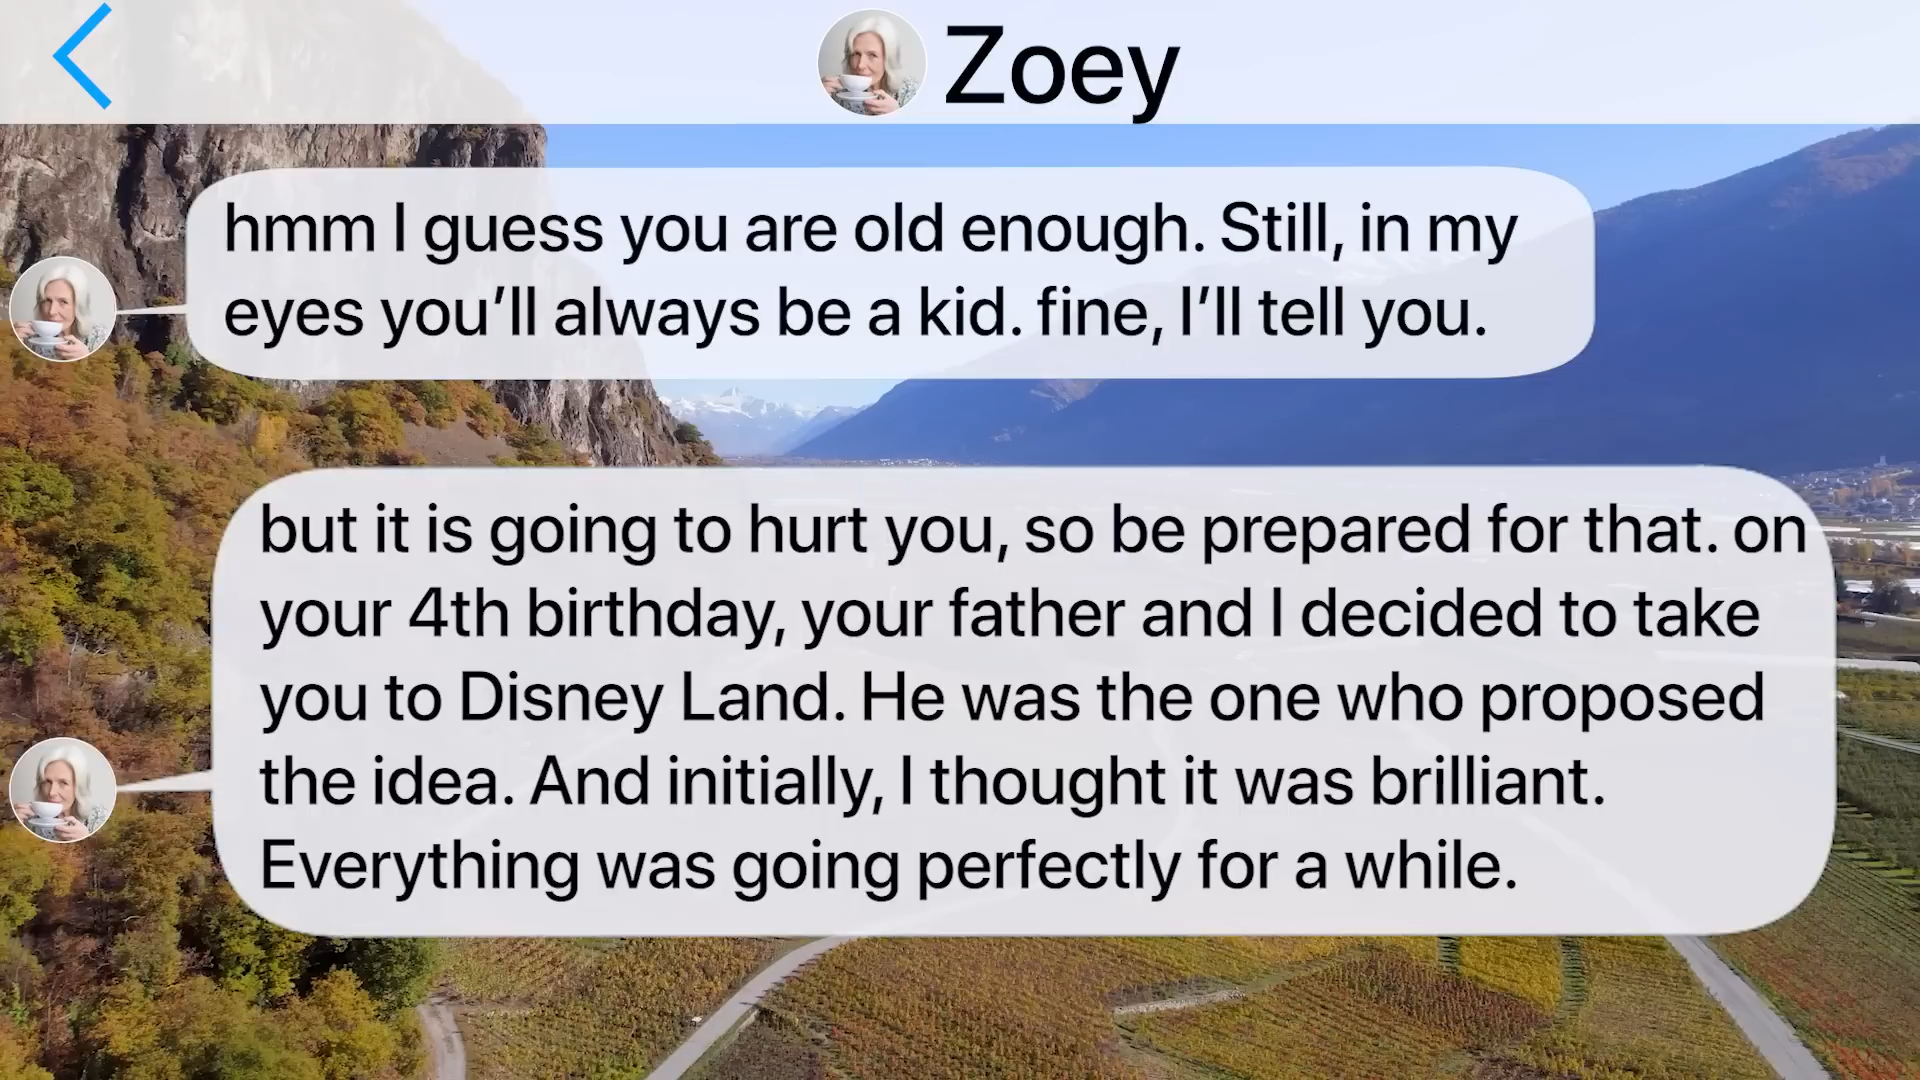 Zoey
hmm I guess you are old enough. Still, in my
eyes you’ll always be a kid. fine, I’ll tell you.
but it is going to hurt you, so be prepared for that. on
your 4th birthday, your father and I decided to take
you to Disney Land. He was the one who proposed
the idea. And initially, I thought it was brilliant.
Everything was going perfectly for a while.